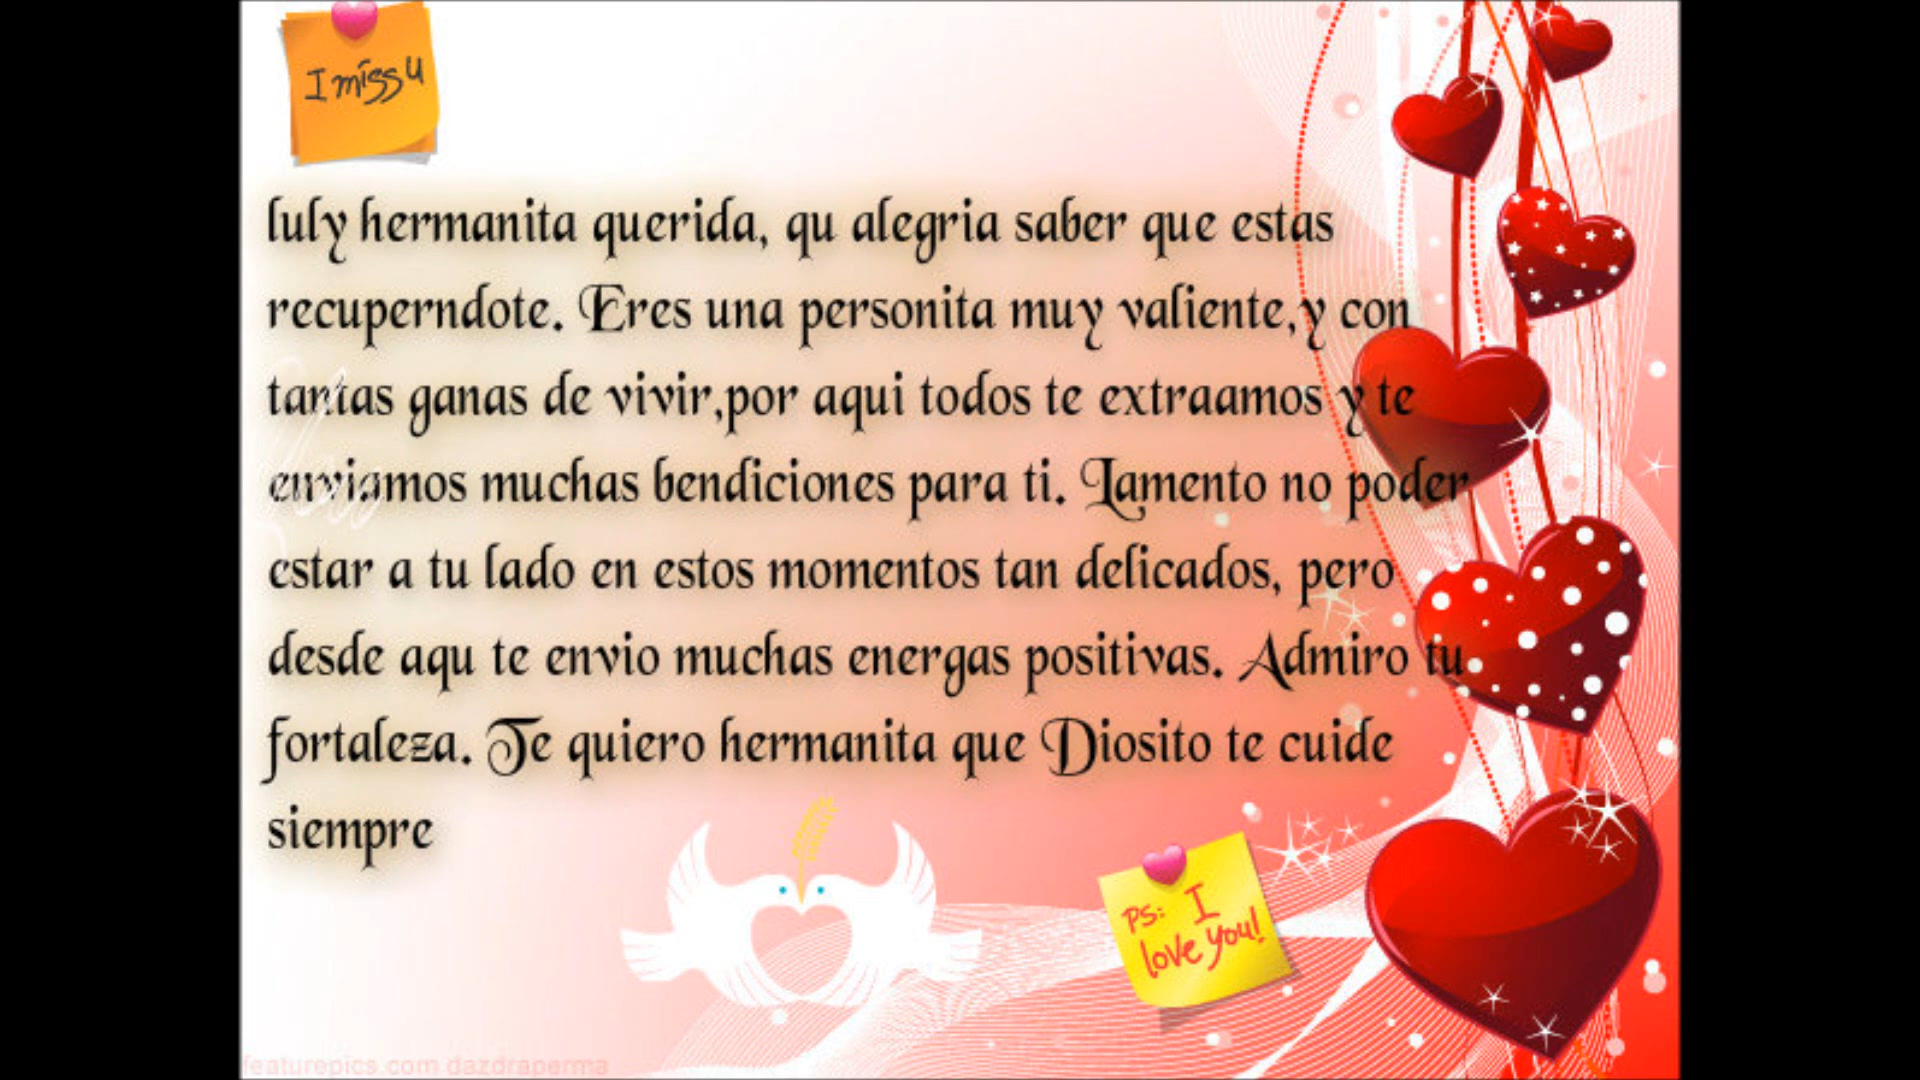 I miss u
luly hermanita querida, qu alegria saber que estas
recuperndote. Eres una personita muy valiente,y con
tantas ganas de vivir,por aqui todos te extraamos y te
enviamos muchas bendiciones para ti. Lamento no poder
estar a tu lado en estos momentos tan delicados, pero
desde aqu te envio muchas energas positivas. Admiro tu
fortaleza. Te quiero hermanita que Diosito te cuide
siempre
ps: I
love you!
featurepics.com dazdraperma